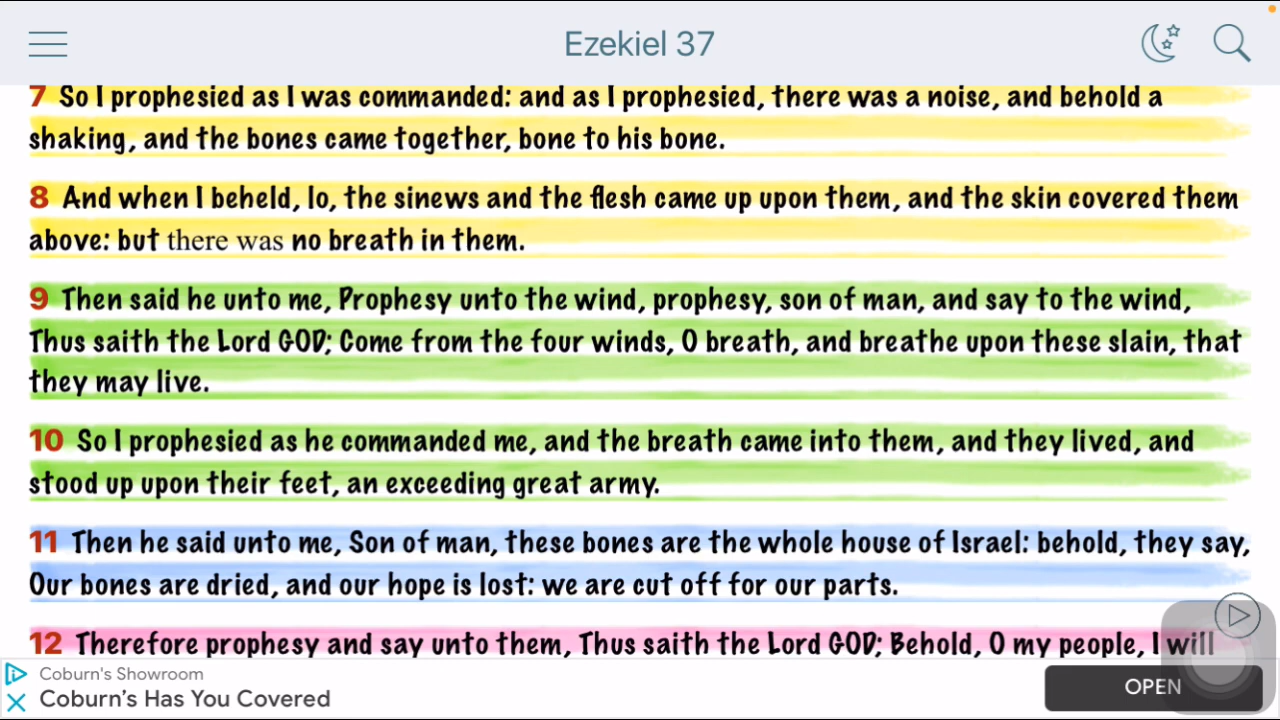 Ezekiel 37
7 So I prophesied as I was commanded: and as I prophesied, there was a noise, and behold a
shaking, and the bones came together, bone to his bone.
8 And when I beheld, lo, the sinews and the flesh came up upon them, and the skin covered them
above: but there was no breath in them.
9 Then said he unto me, Prophesy unto the wind, prophesy, son of man, and say to the wind,
Thus saith the Lord GOD; Come from the four winds, O breath, and breathe upon these slain, that
they may live.
10 So I prophesied as he commanded me, and the breath came into them, and they lived, and
stood up upon their feet, an exceeding great army.
11 Then he said unto me, Son of man, these bones are the whole house of Israel: behold, they say,
Our bones are dried, and our hope is lost: we are cut off for our parts.
12 Therefore prophesy and say unto them, Thus saith the Lord GOD; Behold, O my people, I will
Coburn's Showroom
Coburn's Has You Covered
OPEN